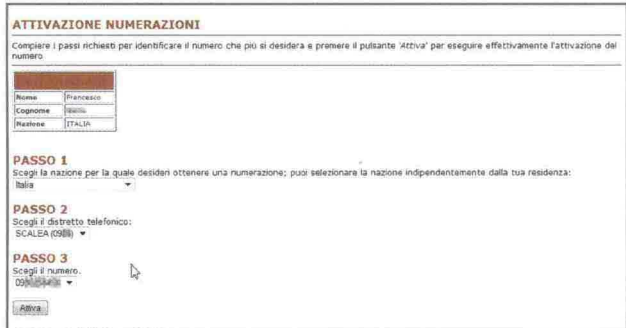 ATTIVAZIONE NUMERAZIONI
Compiere i passi richiesti per identificare il numero che più si desidera e premere il pulsante 'Attiva' per eseguire effettivamente l'attivazione del
numero
Nome Francesco
Cognome
Nazione ITALIA
PASSO 1
Scegli la nazione per la quale desideri ottenere una numerazione; puoi selezionare la nazione indipendentemente dalla tua residenza:
Italia
PASSO 2
Scegli il distretto telefonico:
SCALEA
PASSO 3
Scegli il numero.
Attiva